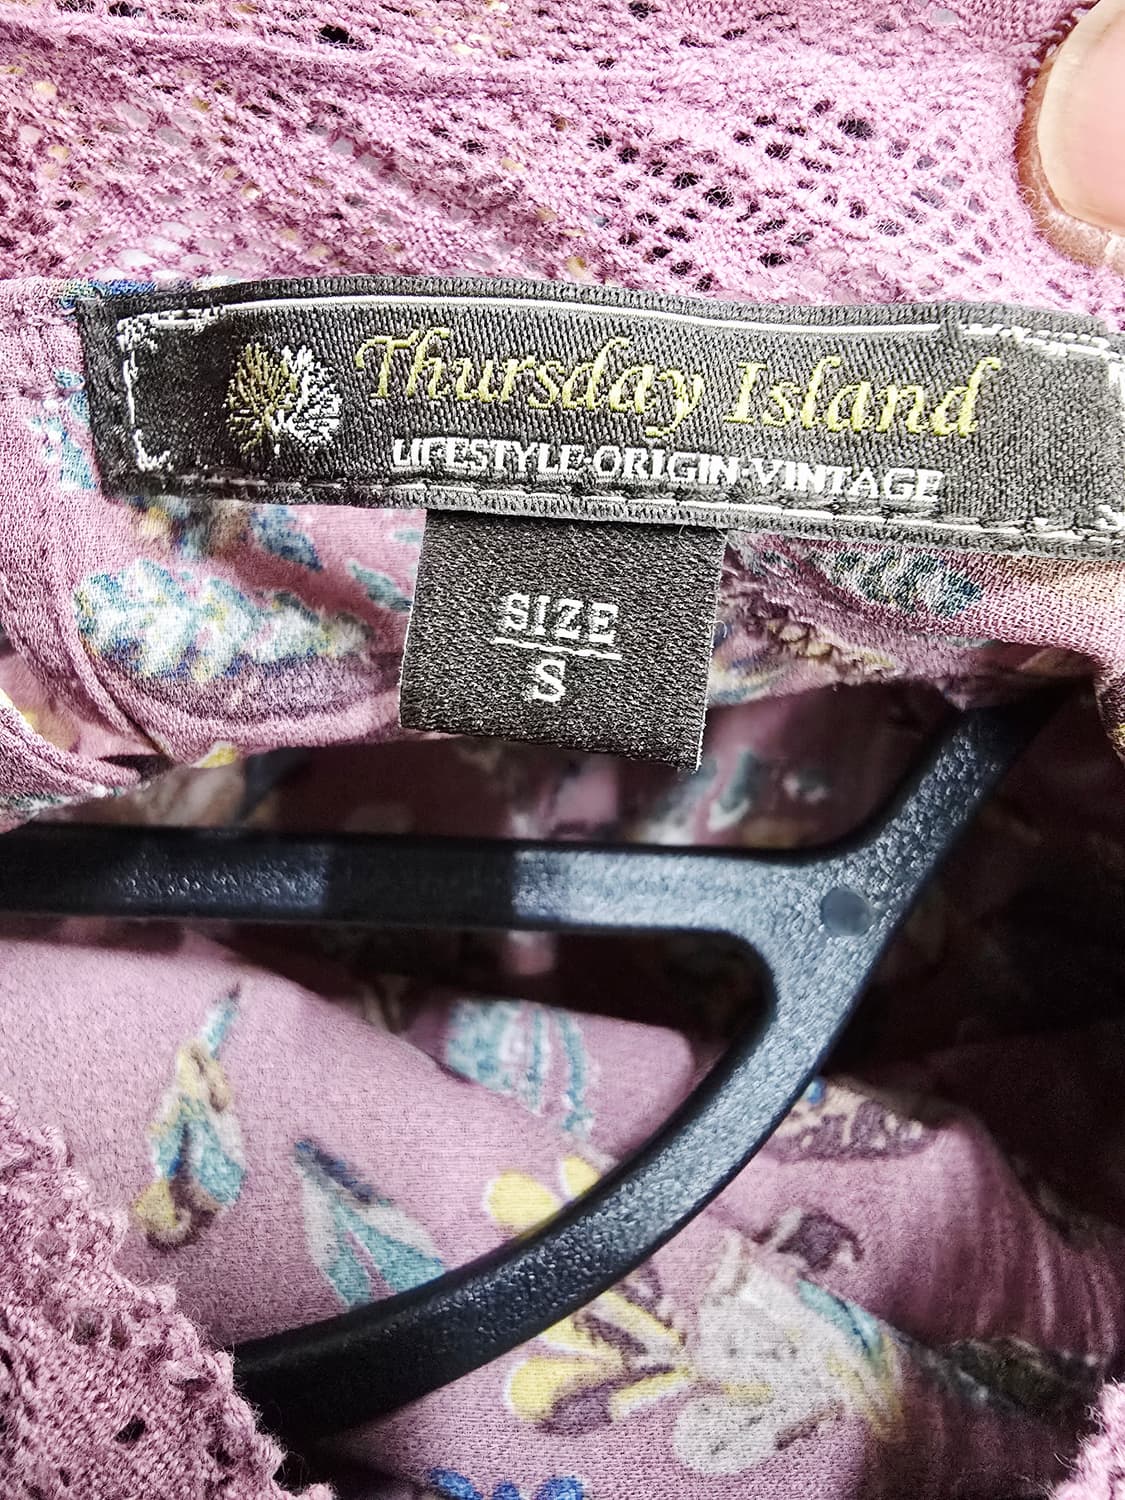 Thursday Island
LIFESTYLE·ORIGIN·VINTAGE
SIZE
S